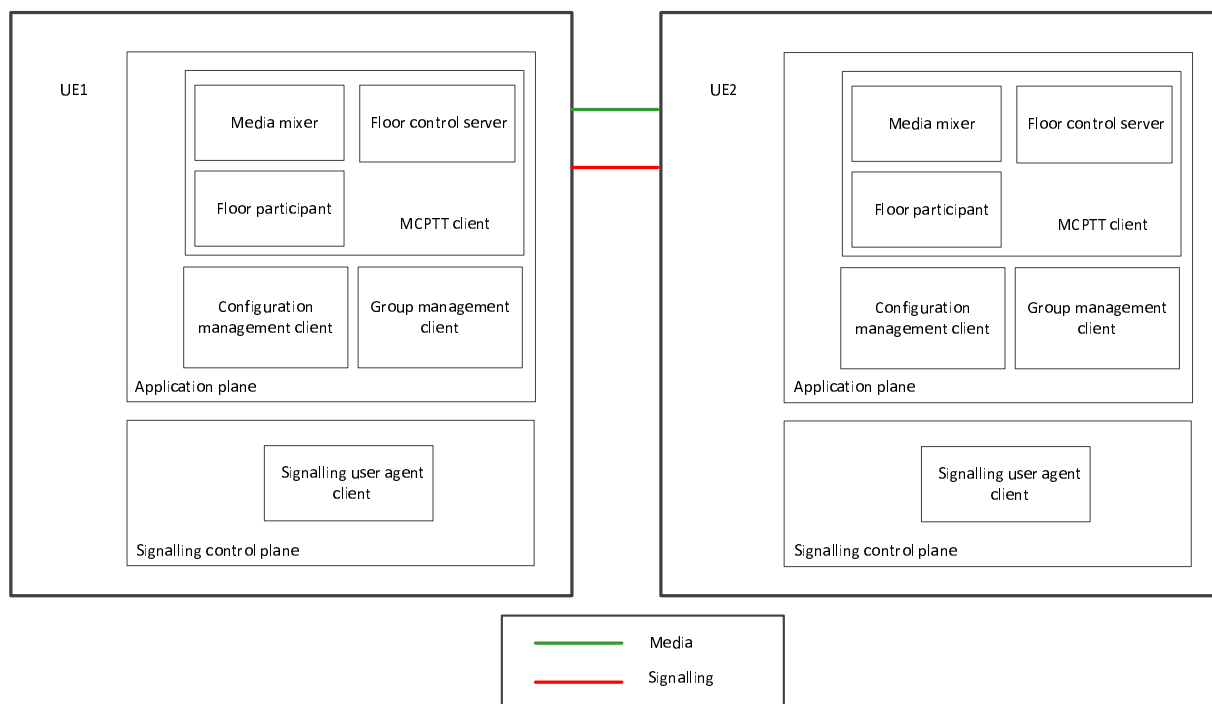 UE1
Media mixer
Floor control server
Floor participant
MCPTT client
Configuration
management client
Group management
client
Application plane
Signalling user agent
client
Signalling control plane
UE2
Media mixer
Floor control server
Floor participant
MCPTT client
Configuration
management client
Group management
client
Application plane
Signalling user agent
client
Signalling control plane
Media
Signalling